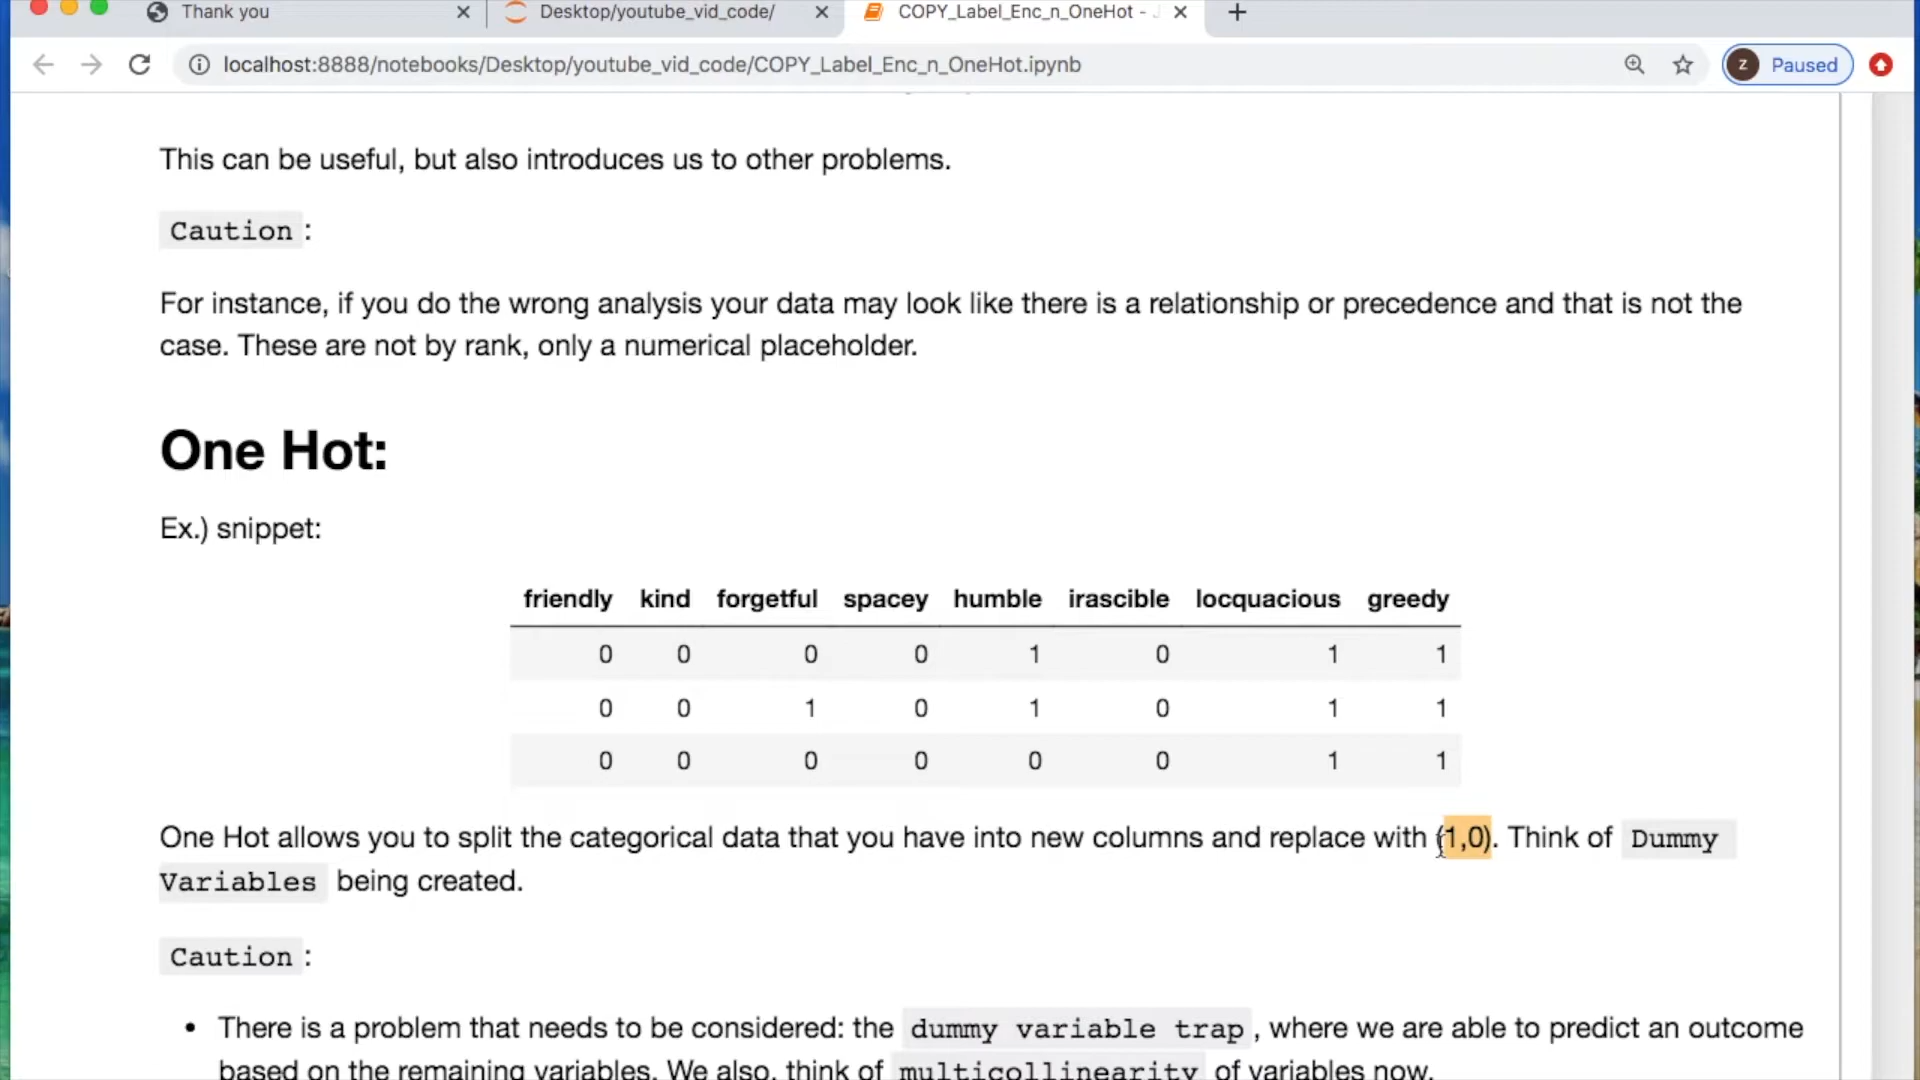 Thank you
Desktop/youtube_vid_code/
COPY_Label_Enc_n_OneHot -
localhost:8888/notebooks/Desktop/youtube_vid_code/COPY_Label_Enc_n_OneHot.ipynb
z Paused
This can be useful, but also introduces us to other problems.
Caution :
For instance, if you do the wrong analysis your data may look like there is a relationship or precedence and that is not the
case. These are not by rank, only a numerical placeholder.
One Hot:
Ex.) snippet:
friendly kind forgetful spacey humble irascible locquacious greedy
0 0 0 0 1 0 1 1
0 0 1 0 1 0 1 1
0 0 0 0 0 0 1 1
One Hot allows you to split the categorical data that you have into new columns and replace with (1,0). Think of Dummy
Variables being created.
Caution :
• There is a problem that needs to be considered: the dummy variable trap , where we are able to predict an outcome
based on the remaining variables. We also, think of multicollinearity of variables now.